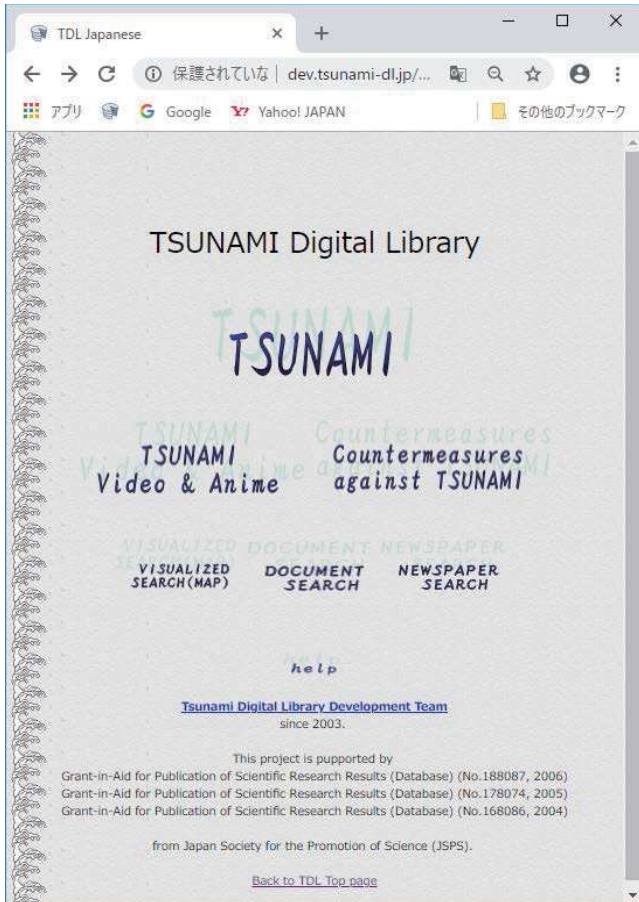 TDL Japanese
保護されていな | dev.tsunami-dl.jp/...
アプリ
Google
Yahoo! JAPAN
その他のブックマーク
TSUNAMI Digital Library
TSUNAMI
TSUNAMI
Video & Anime
Countermeasures
against TSUNAMI
VISUALIZED
SEARCH(MAP)
DOCUMENT
SEARCH
NEWSPAPER
SEARCH
help
Tsunami Digital Library Development Team
since 2003.
This project is pupported by
Grant-in-Aid for Publication of Scientific Research Results (Database) (No.188087, 2006)
Grant-in-Aid for Publication of Scientific Research Results (Database) (No.178074, 2005)
Grant-in-Aid for Publication of Scientific Research Results (Database) (No.168086, 2004)
from Japan Society for the Promotion of Science (JSPS).
Back to TDL Top page